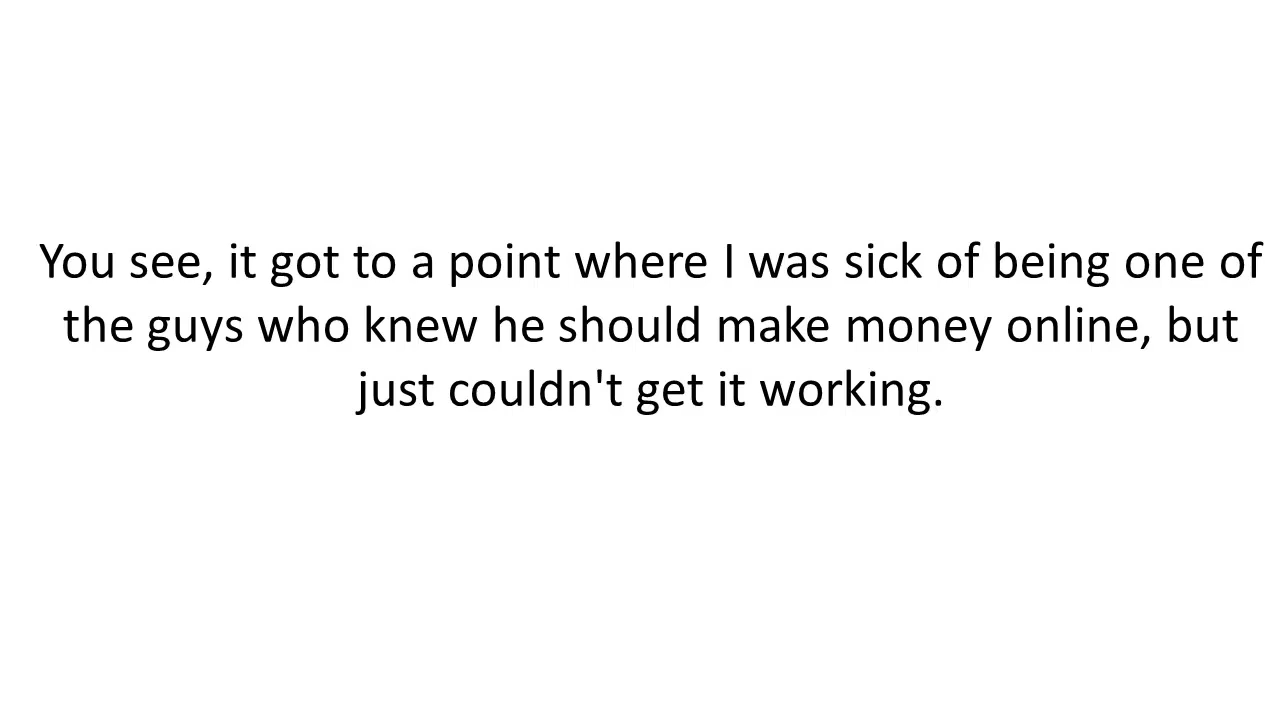 You see, it got to a point where I was sick of being one of
the guys who knew he should make money online, but
just couldn't get it working.